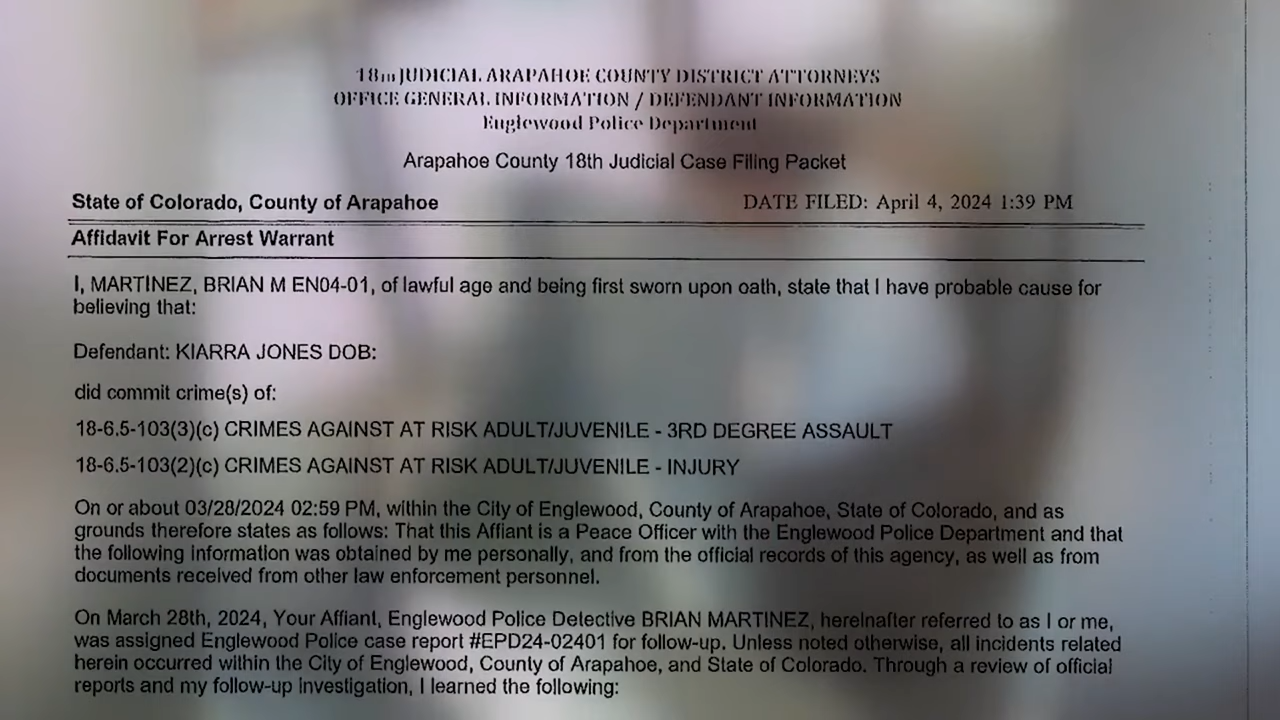 18TH JUDICIAL ARAPAHOE COUNTY DISTRICT ATTORNEYS
OFFICE GENERAL INFORMATION / DEFENDANT INFORMATION
Englewood Police Department
Arapahoe County 18th Judicial Case Filing Packet
State of Colorado, County of Arapahoe DATE FILED: April 4, 2024 1:39 PM
Affidavit For Arrest Warrant
I, MARTINEZ, BRIAN M EN04-01, of lawful age and being first sworn upon oath, state that I have probable cause for
believing that:
Defendant: KIARRA JONES DOB:
did commit crime(s) of:
18-6.5-103(3)(c) CRIMES AGAINST AT RISK ADULT/JUVENILE - 3RD DEGREE ASSAULT
18-6.5-103(2)(c) CRIMES AGAINST AT RISK ADULT/JUVENILE - INJURY
On or about 03/28/2024 02:59 PM, within the City of Englewood, County of Arapahoe, State of Colorado, and as
grounds therefore states as follows: That this Affiant is a Peace Officer with the Englewood Police Department and that
the following information was obtained by me personally, and from the official records of this agency, as well as from
documents received from other law enforcement personnel.
On March 28th, 2024, Your Affiant, Englewood Police Detective BRIAN MARTINEZ, hereinafter referred to as I or me,
was assigned Englewood Police case report #EPD24-02401 for follow-up. Unless noted otherwise, all incidents related
herein occurred within the City of Englewood, County of Arapahoe, and State of Colorado. Through a review of official
reports and my follow-up investigation, I learned the following: